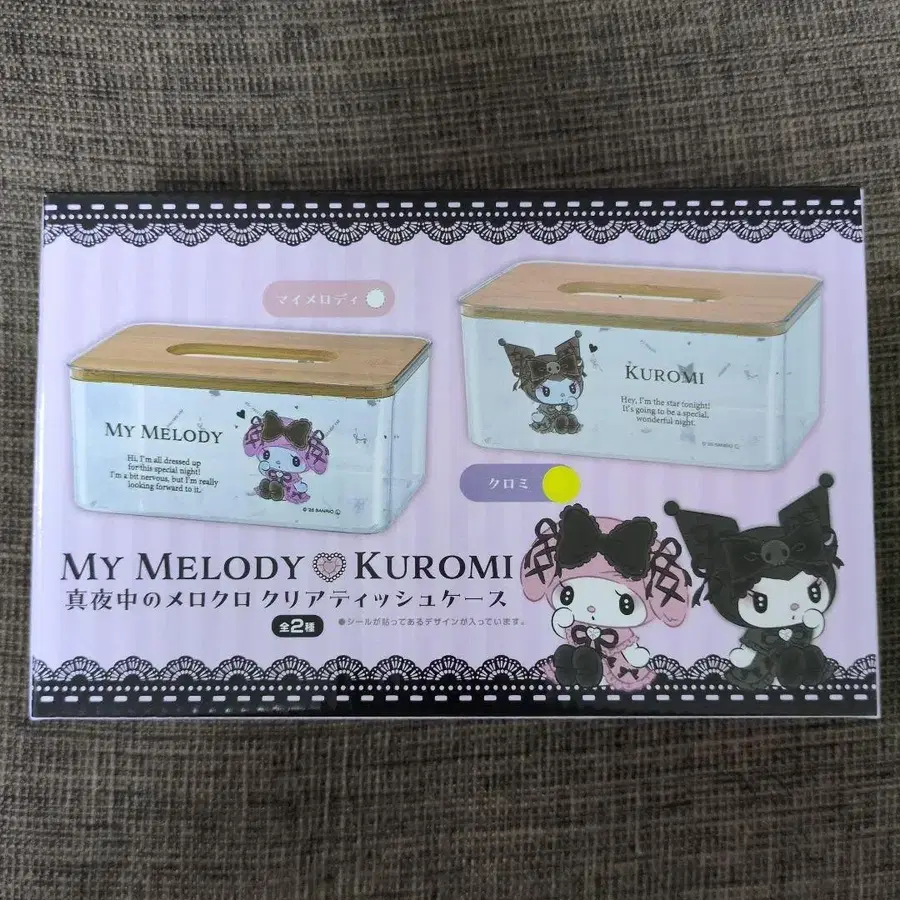 マイメロディ
MY MELODY
Hi, I'm all dressed up
for this special night!
I'm a bit nervous, but I'm really
looking forward to it.
© '25 SANRIO
KUROMI
Hey, I'm the star tonight!
It's going to be a special,
wonderful night.
© '25 SANRIO
クロミ
MY MELODY KUROMI
真夜中のメロクロ クリアティッシュケース
全2種
●シールが貼ってあるデザインが入っています。